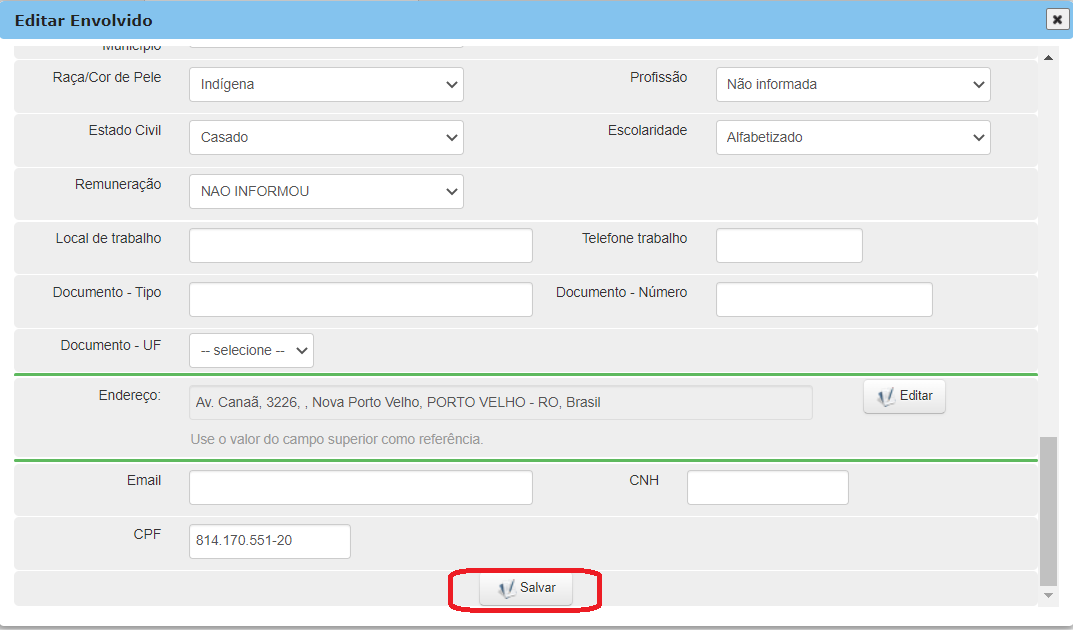 Editar Envolvido
Município
Raça/Cor de Pele Indígena Profissão Não informada
Estado Civil Casado Escolaridade Alfabetizado
Remuneração NAO INFORMOU
Local de trabalho Telefone trabalho
Documento - Tipo Documento - Número
Documento - UF -- selecione --
Endereço: Av. Canaã, 3226, , Nova Porto Velho, PORTO VELHO - RO, Brasil Editar
Use o valor do campo superior como referência.
Email CNH
CPF 814.170.551-20
Salvar